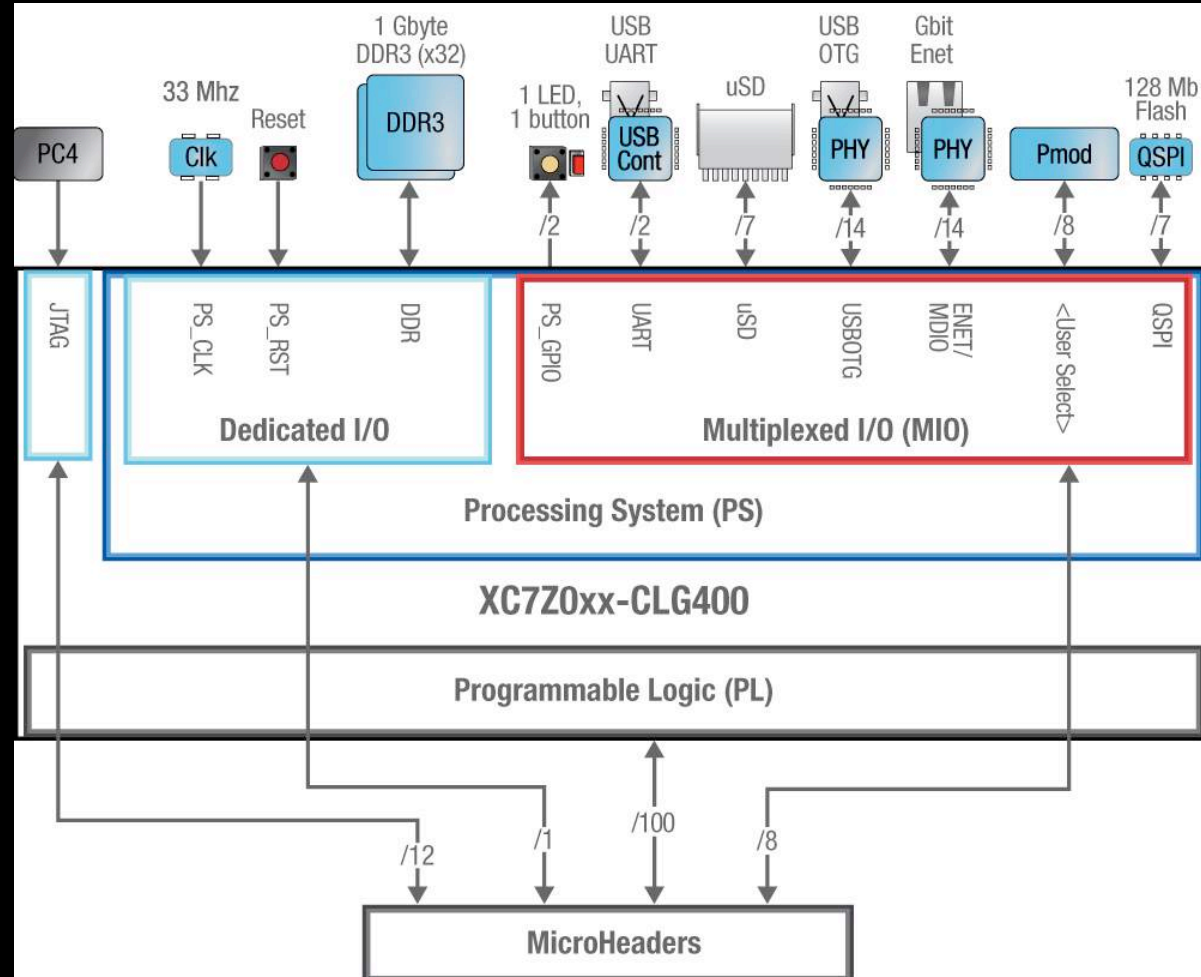 1 Gbyte
DDR3 (x32)
USB
UART
USB
OTG
Gbit
Enet
33 Mhz
Reset
1 LED,
1 button
uSD
128 Mb
Flash
PC4
Clk
DDR3
USB
Cont
PHY
PHY
Pmod
QSPI
/2
/2
/7
/14
/14
/8
/7
JTAG
PS_CLK
PS_RST
DDR
PS_GPIO
UART
uSD
USBOTG
ENET/
MDIO
<User Select>
QSPI
Dedicated I/O
Multiplexed I/O (MIO)
Processing System (PS)
XC7Z0xx-CLG400
Programmable Logic (PL)
/12
/1
/100
/8
MicroHeaders